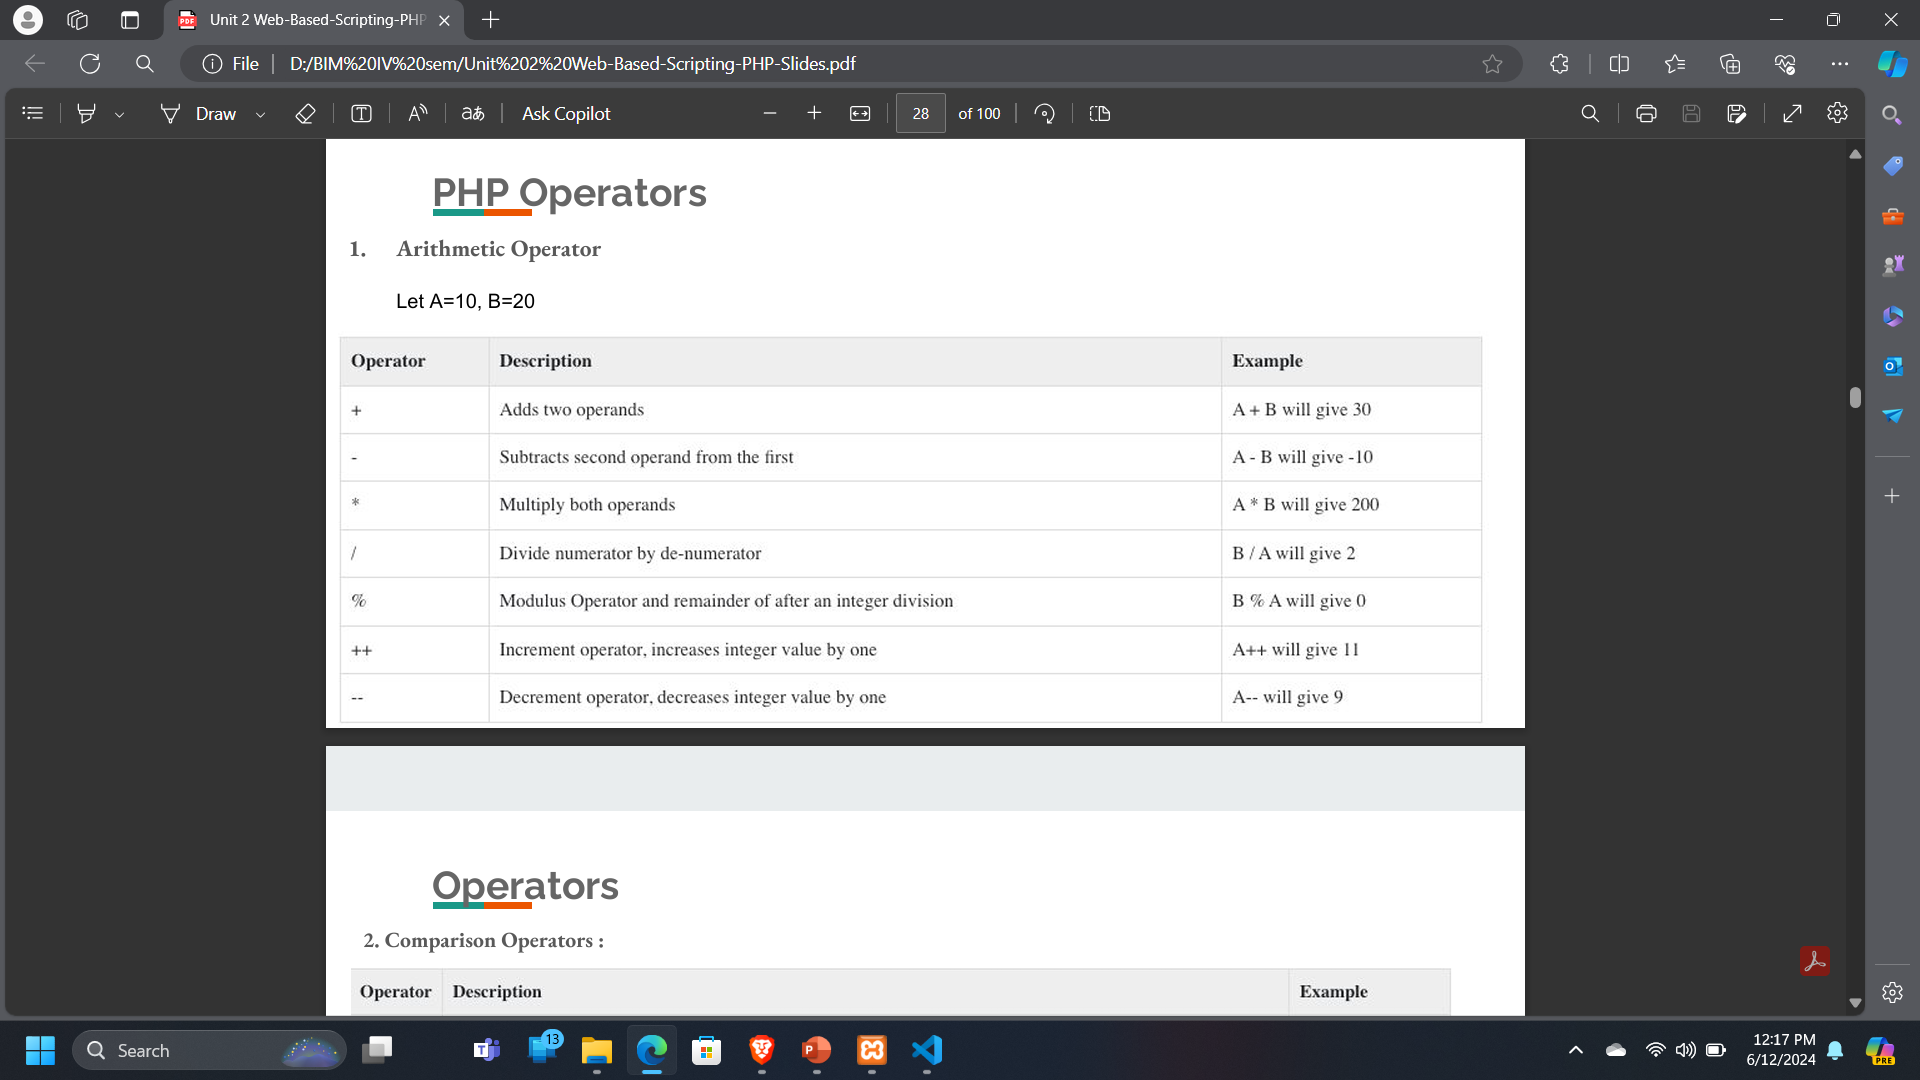 Unit 2 Web-Based-Scripting-PHP
File
D:/BIM%20IV%20sem/Unit%202%20Web-Based-Scripting-PHP-Slides.pdf
Draw
aあ
Ask Copilot
28
of 100
PHP Operators
1. Arithmetic Operator
Let A=10, B=20
Operator Description Example
+ Adds two operands A + B will give 30
- Subtracts second operand from the first A - B will give -10
* Multiply both operands A * B will give 200
/ Divide numerator by de-numerator B / A will give 2
% Modulus Operator and remainder of after an integer division B % A will give 0
++ Increment operator, increases integer value by one A++ will give 11
-- Decrement operator, decreases integer value by one A-- will give 9
Operators
2. Comparison Operators :
Operator Description Example
Search
13
12:17 PM
6/12/2024
PRE